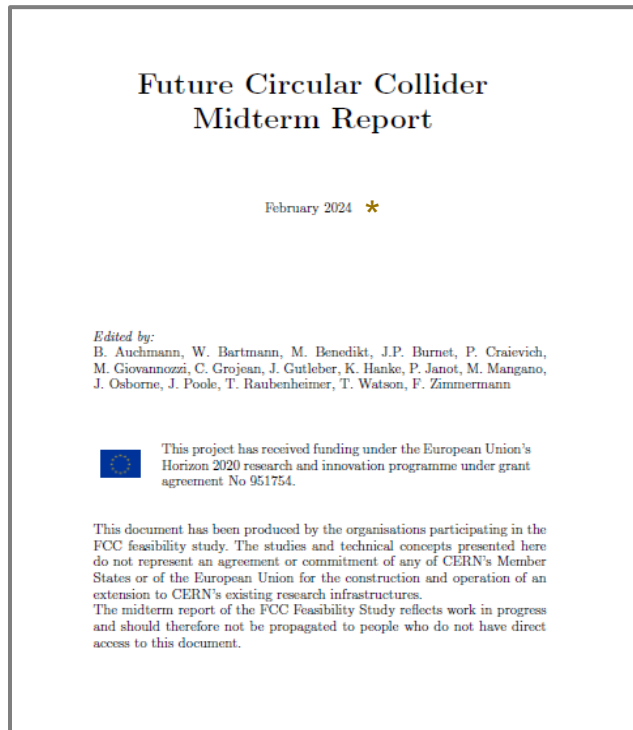 Future Circular Collider
Midterm Report
February 2024 *
Edited by:
B. Auchmann, W. Bartmann, M. Benedikt, J.P. Burnet, P. Craievich,
M. Giovannozzi, C. Grojean, J. Gutleber, K. Hanke, P. Janot, M. Mangano,
J. Osborne, J. Poole, T. Raubenheimer, T. Watson, F. Zimmermann
This project has received funding under the European Union's
Horizon 2020 research and innovation programme under grant
agreement No 951754.
This document has been produced by the organisations participating in the
FCC feasibility study. The studies and technical concepts presented here
do not represent an agreement or commitment of any of CERN's Member
States or of the European Union for the construction and operation of an
extension to CERN's existing research infrastructures.
The midterm report of the FCC Feasibility Study reflects work in progress
and should therefore not be propagated to people who do not have direct
access to this document.